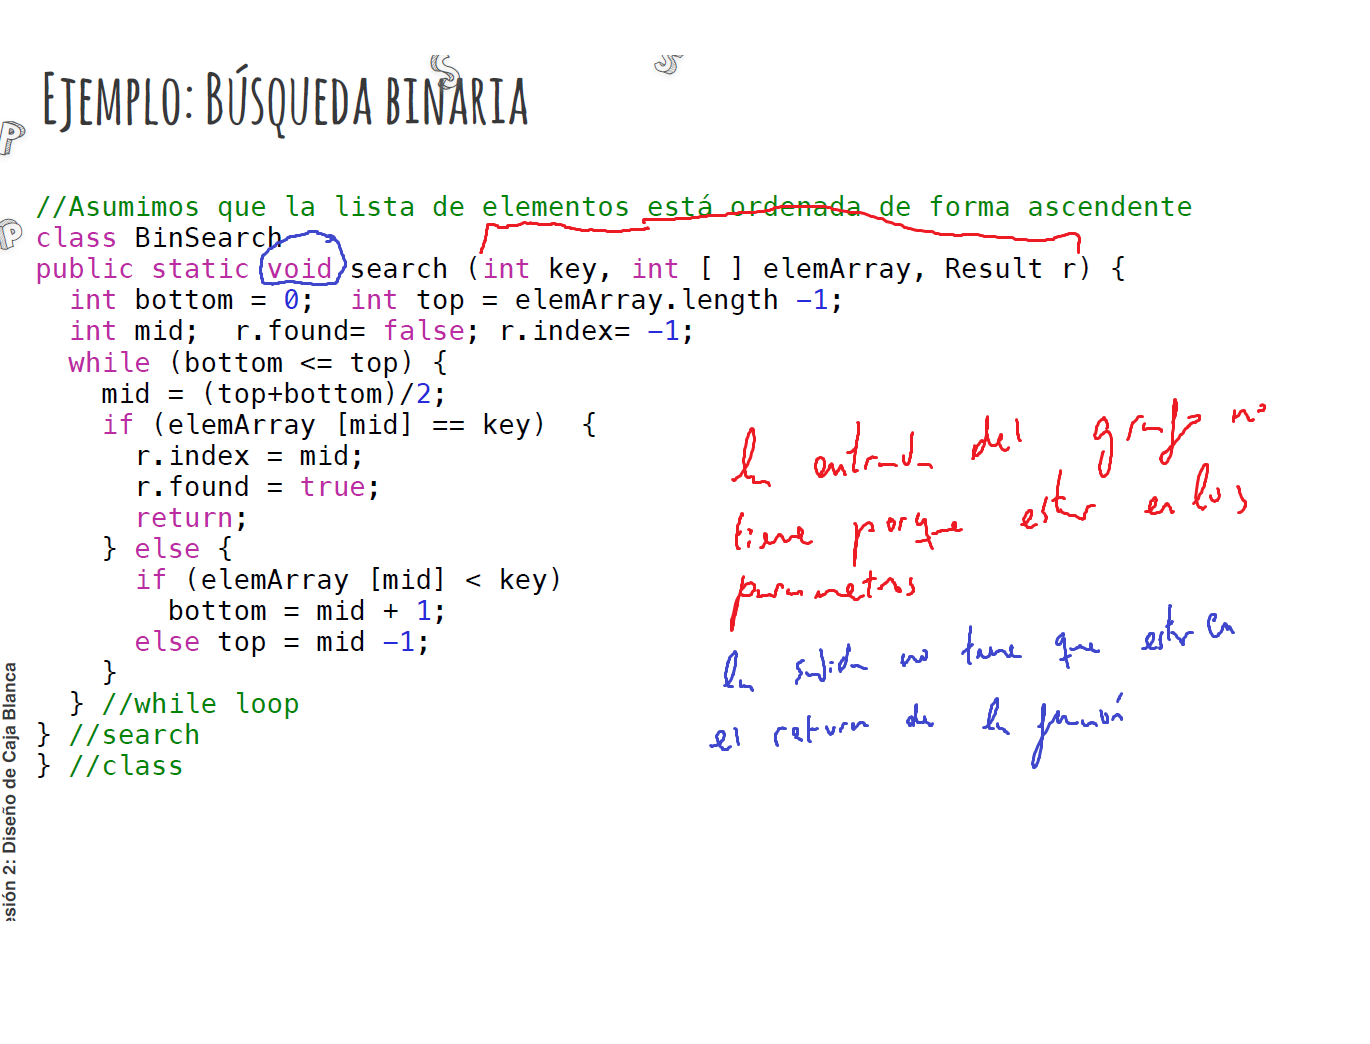 EJEMPLO: BÚSQUEDA BINARIA
//Asumimos que la lista de elementos está ordenada de forma ascendente
class BinSearch
public static void search (int key, int [ ] elemArray, Result r) {
int bottom = 0; int top = elemArray.length –1;
int mid; r.found= false; r.index= –1;
while (bottom <= top) {
mid = (top+bottom)/2;
if (elemArray [mid] == key) {
r.index = mid;
r.found = true;
return;
} else {
if (elemArray [mid] < key)
bottom = mid + 1;
else top = mid –1;
}
} //while loop
} //search
} //class
la entrada del grafo no
tiene porque estar en los
parametros
la salida no tiene que estar en
el return de la función
esión 2: Diseño de Caja Blanca
P
P
S
S